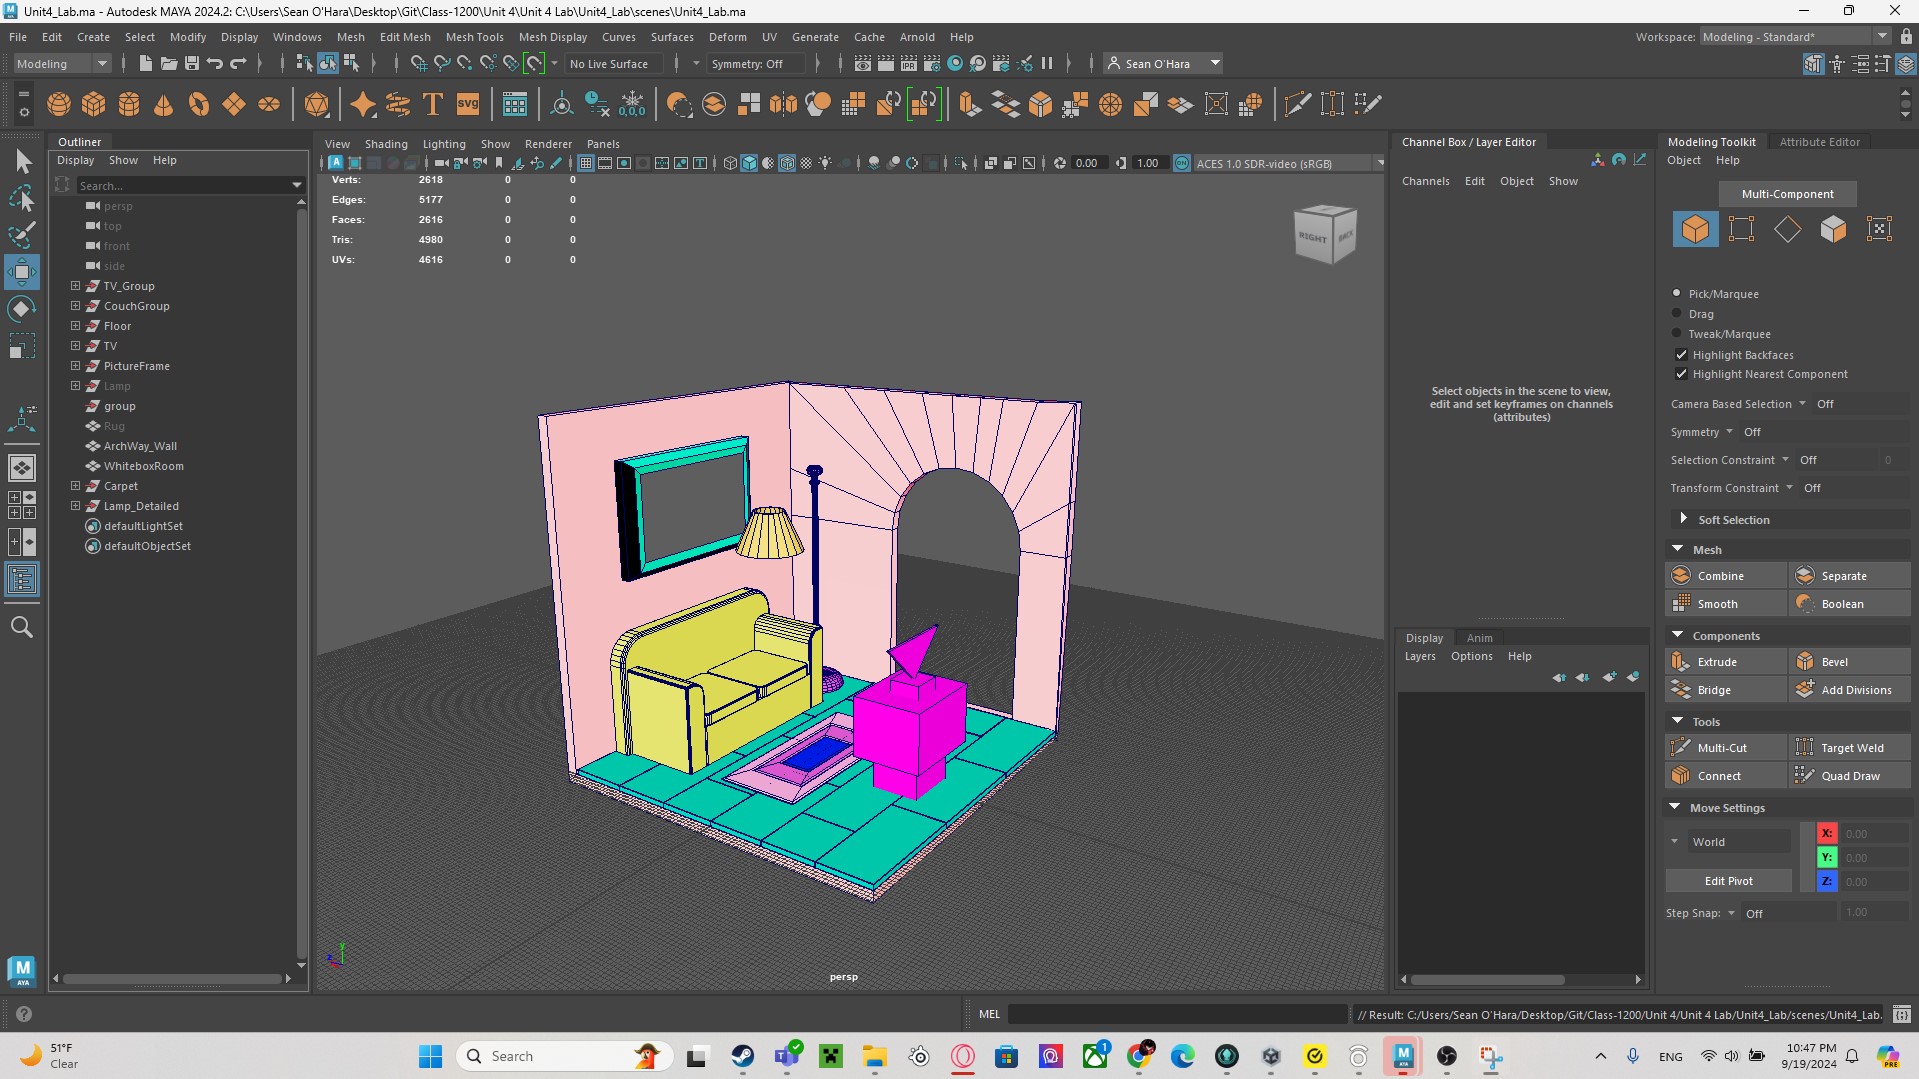 Unit4_Lab.ma - Autodesk MAYA 2024.2: C:\Users\Sean O'Hara\Desktop\Git\Class-1200\Unit 4\Unit 4 Lab\Unit4_Lab\scenes\Unit4_Lab.ma
File Edit Create Select Modify Display Windows Mesh Edit Mesh Mesh Tools Mesh Display Curves Surfaces Deform UV Generate Cache Arnold Help
Workspace: Modeling - Standard*
Modeling No Live Surface Symmetry: Off Sean O'Hara
IPR
T SVG 0,0,0
Outliner
Display Show Help
Search...
persp
top
front
side
TV_Group
CouchGroup
Floor
TV
PictureFrame
Lamp
group
Rug
ArchWay_Wall
WhiteboxRoom
Carpet
Lamp_Detailed
defaultLightSet
defaultObjectSet
View Shading Lighting Show Renderer Panels
0.00 1.00 ON ACES 1.0 SDR-video (sRGB)
Verts: 2618 0 0
Edges: 5177 0 0
Faces: 2616 0 0
Tris: 4980 0 0
UVs: 4616 0 0
RIGHT BACK
y
z
persp
Channel Box / Layer Editor
Channels Edit Object Show
Select objects in the scene to view,
edit and set keyframes on channels
(attributes)
Display Anim
Layers Options Help
Modeling Toolkit Attribute Editor
Object Help
Multi-Component
Pick/Marquee
Drag
Tweak/Marquee
Highlight Backfaces
Highlight Nearest Component
Camera Based Selection Off
Symmetry Off
Selection Constraint Off 0
Transform Constraint Off
Soft Selection
Mesh
Combine Separate
Smooth Boolean
Components
Extrude Bevel
Bridge Add Divisions
Tools
Multi-Cut Target Weld
Connect Quad Draw
Move Settings
World
X: 0.00
Y: 0.00
Z: 0.00
Edit Pivot
Step Snap: Off 1.00
M
AYA
MEL
// Result: C:/Users/Sean O'Hara/Desktop/Git/Class-1200/Unit 4/Unit 4 Lab/Unit4_Lab/scenes/Unit4_Lab.
51°F
Clear
Search
1
ENG
10:47 PM
9/19/2024
PRE